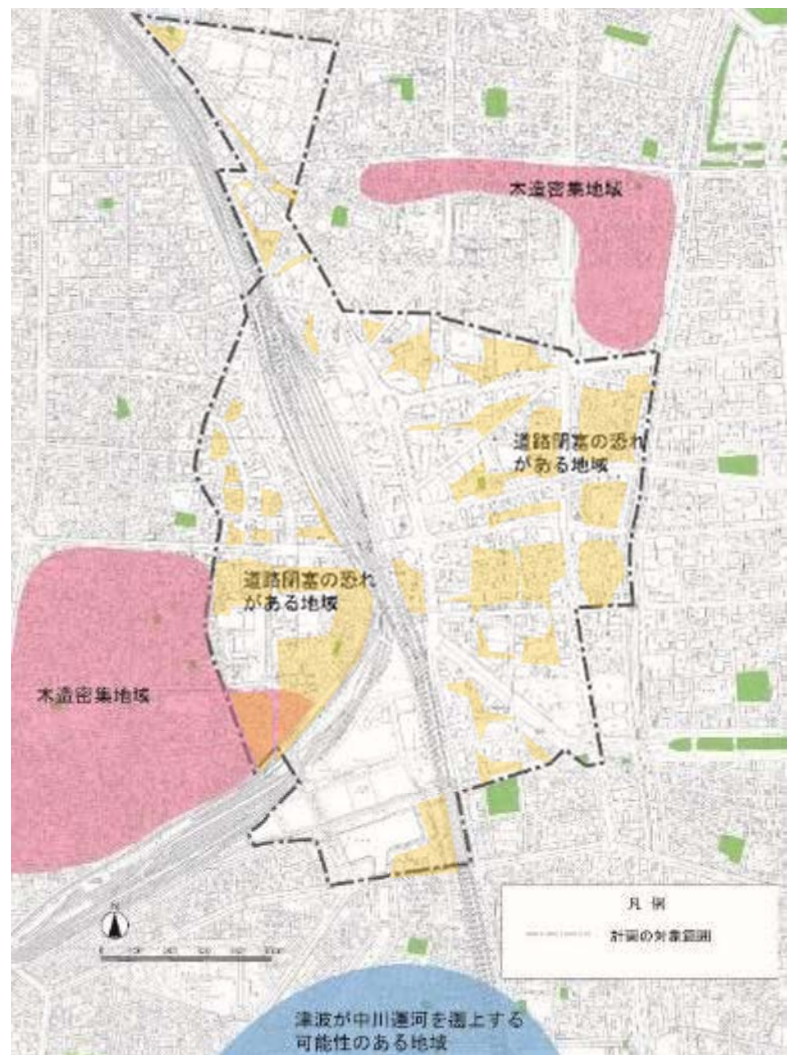 木造密集地域
道路閉塞の恐れ
がある地域
道路閉塞の恐れ
がある地域
木造密集地域
凡 例
計画の対象範囲
N
津波が中川運河を遡上する
可能性のある地域